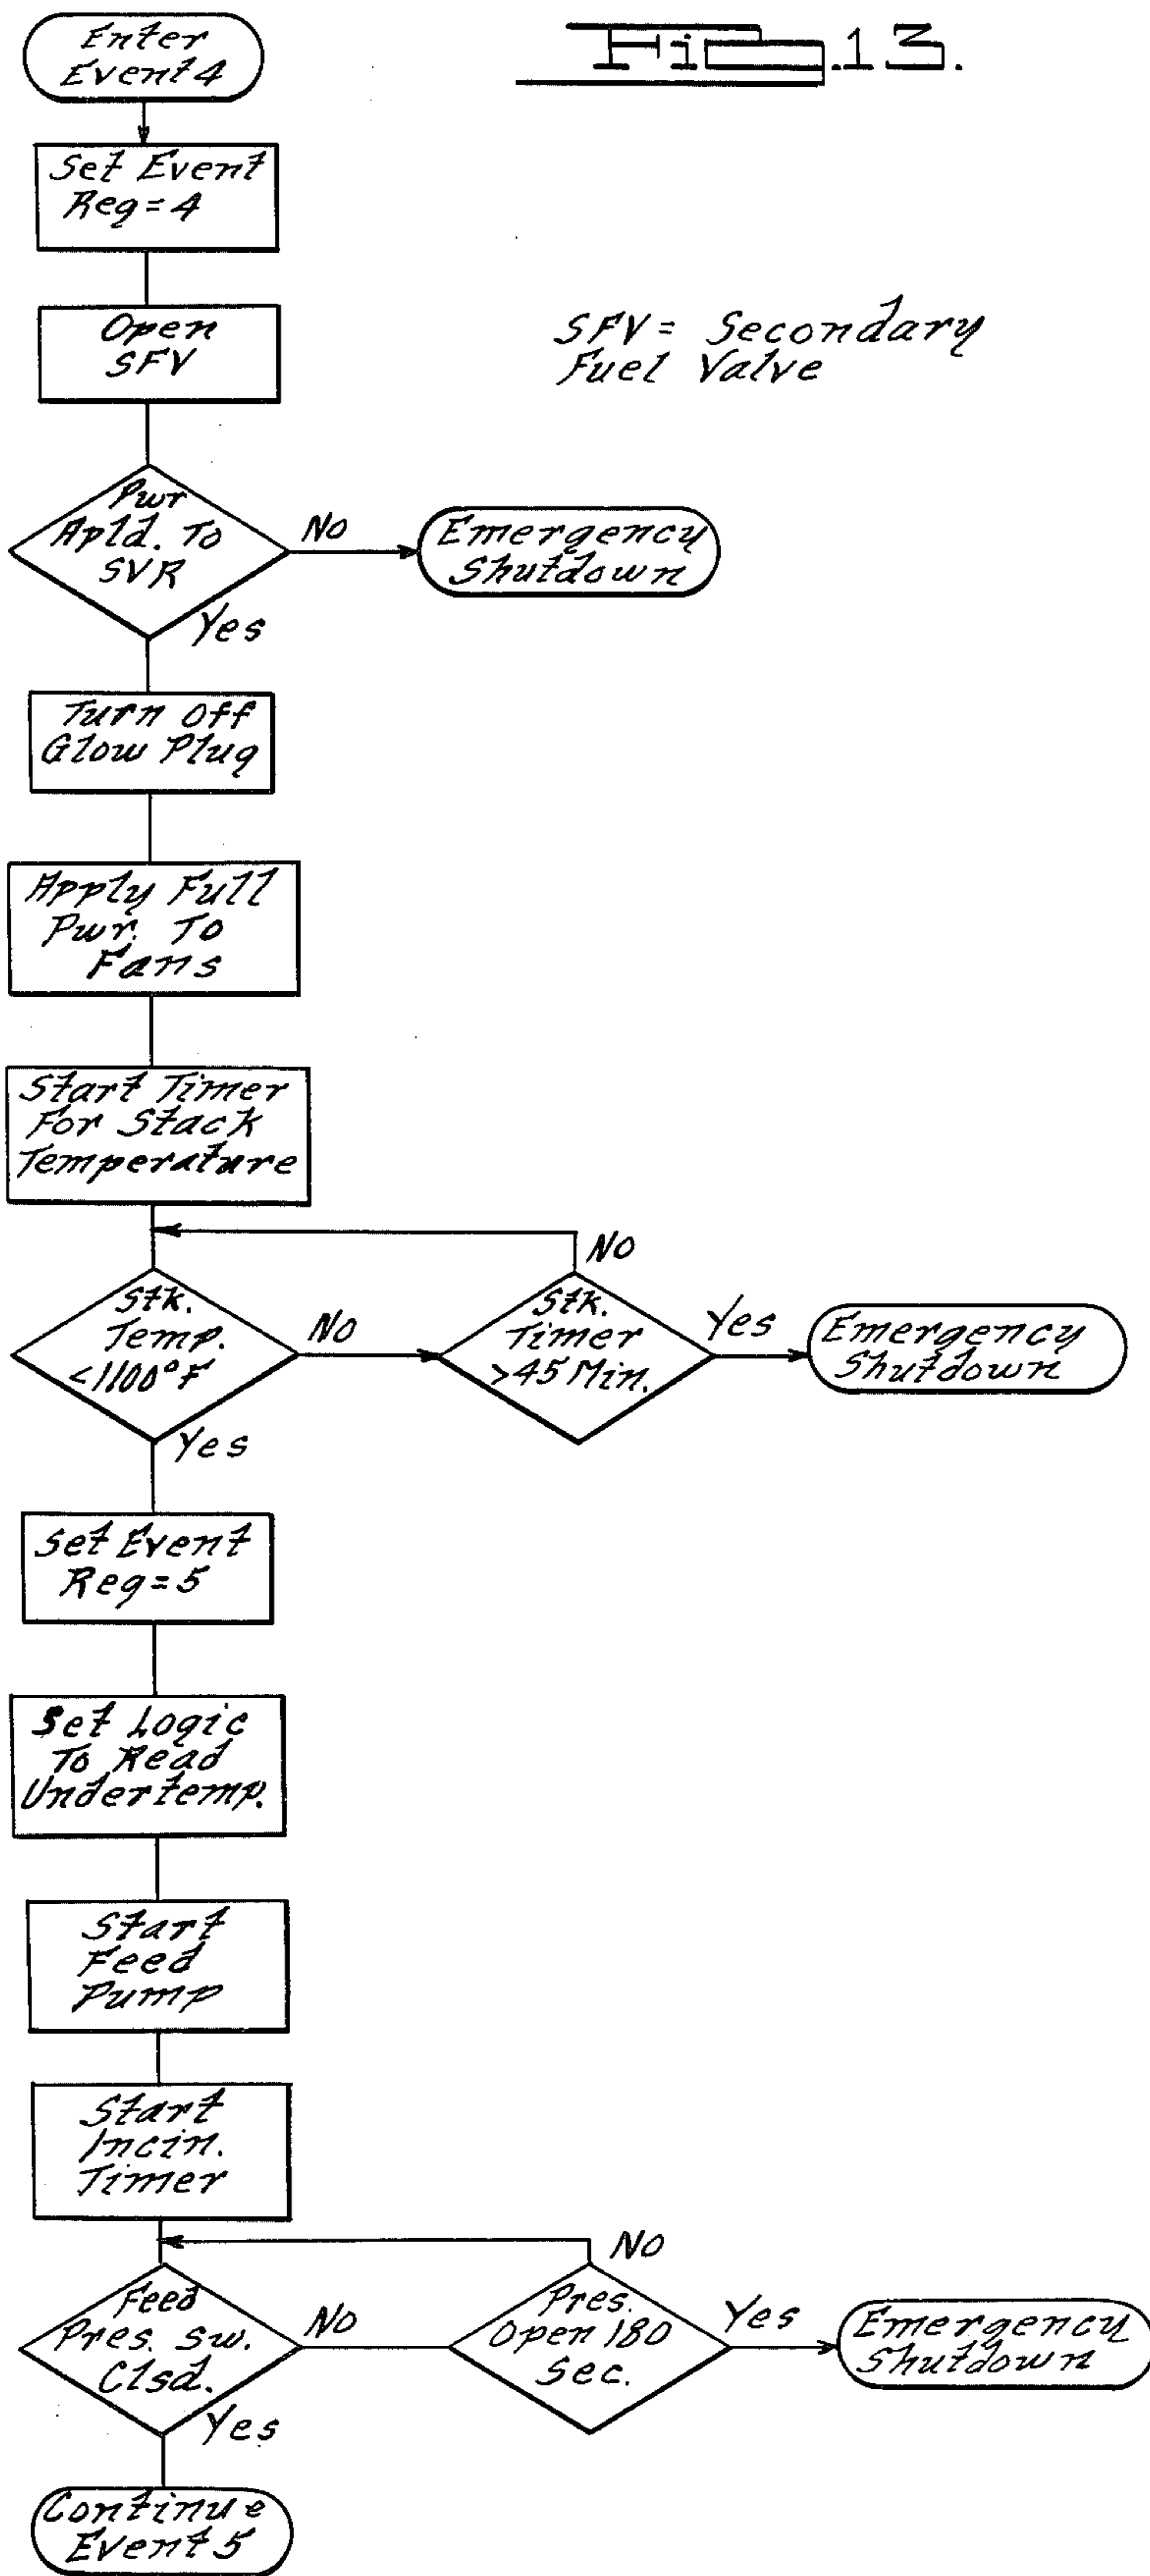 Fig. 13.
Enter
Event 4
Set Event
Reg = 4
Open
SFV
SFV = Secondary
Fuel Valve
Pwr
Apld. To
SVR
No
Emergency
Shutdown
Yes
Turn Off
Glow Plug
Apply Full
Pwr. To
Fans
Start Timer
For Stack
Temperature
Stk.
Temp.
<1100°F
No
Stk.
Timer
>45 Min.
No
Yes
Emergency
Shutdown
Yes
Set Event
Reg = 5
Set Logic
To Read
Undertemp.
Start
Feed
Pump
Start
Incin.
Timer
Feed
Pres. Sw.
Clsd.
No
Pres.
Open 180
Sec.
No
Yes
Emergency
Shutdown
Yes
Continue
Event 5